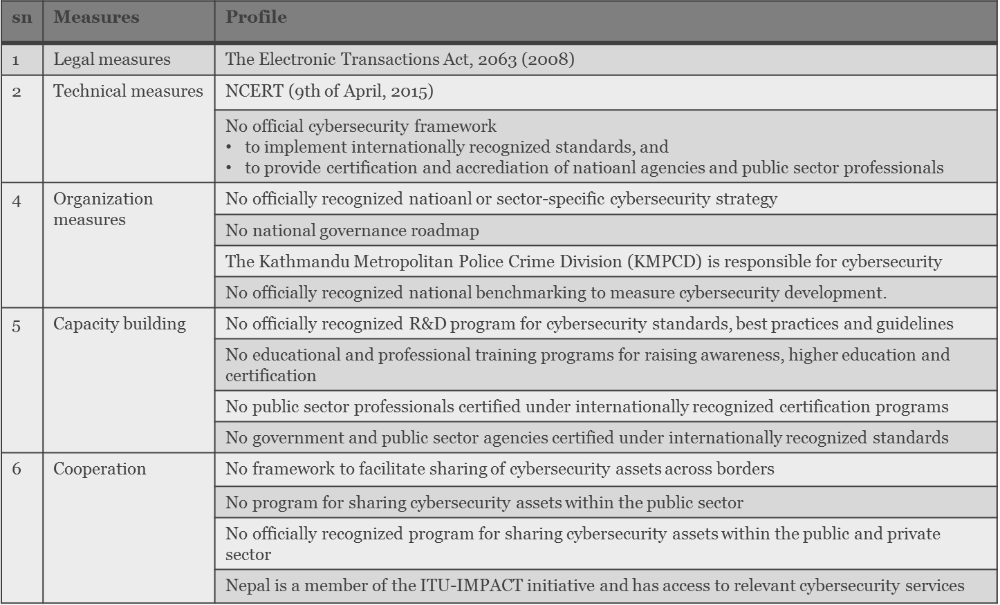 sn Measures Profile
1 Legal measures The Electronic Transactions Act, 2063 (2008)
2 Technical measures NCERT (9th of April, 2015)
No official cybersecurity framework
• to implement internationally recognized standards, and
• to provide certification and accrediation of natioanl agencies and public sector professionals
4 Organization measures No officially recognized natioanl or sector-specific cybersecurity strategy
No national governance roadmap
The Kathmandu Metropolitan Police Crime Division (KMPCD) is responsible for cybersecurity
No officially recognized national benchmarking to measure cybersecurity development.
5 Capacity building No officially recognized R&D program for cybersecurity standards, best practices and guidelines
No educational and professional training programs for raising awareness, higher education and
certification
No public sector professionals certified under internationally recognized certification programs
No government and public sector agencies certified under internationally recognized standards
6 Cooperation No framework to facilitate sharing of cybersecurity assets across borders
No program for sharing cybersecurity assets within the public sector
No officially recognized program for sharing cybersecurity assets within the public and private
sector
Nepal is a member of the ITU-IMPACT initiative and has access to relevant cybersecurity services